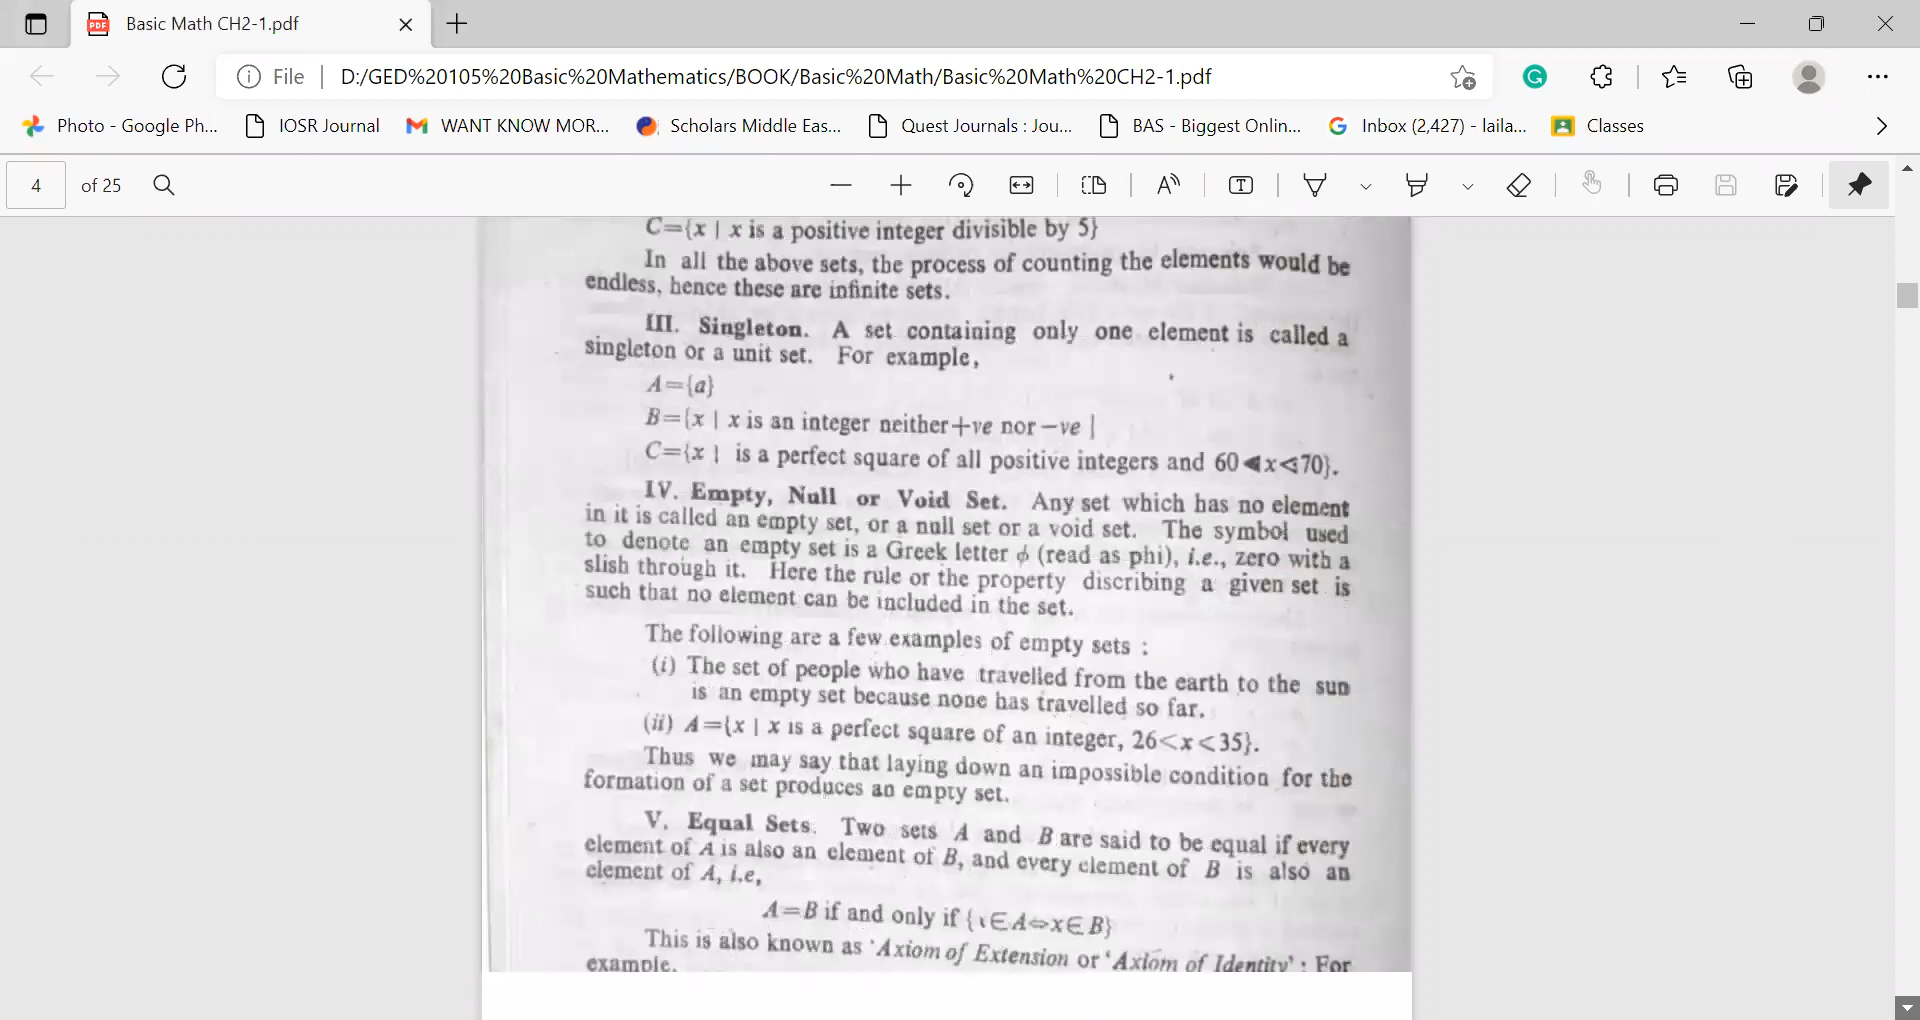 Basic Math CH2-1.pdf
File | D:/GED%20105%20Basic%20Mathematics/BOOK/Basic%20Math/Basic%20Math%20CH2-1.pdf
Photo - Google Ph... IOSR Journal WANT KNOW MOR... Scholars Middle Eas... Quest Journals : Jou... BAS - Biggest Onlin... Inbox (2,427) - laila... Classes
4 of 25
C={x | x is a positive integer divisible by 5}
In all the above sets, the process of counting the elements would be
endless, hence these are infinite sets.
III. Singleton. A set containing only one element is called a
singleton or a unit set. For example,
A={a}
B={x | x is an integer neither+ve nor−ve |
C={x | is a perfect square of all positive integers and 60⩽x⩽70}.
IV. Empty, Null or Void Set. Any set which has no element
in it is called an empty set, or a null set or a void set. The symbol used
to denote an empty set is a Greek letter ϕ (read as phi), i.e., zero with a
slish through it. Here the rule or the property discribing a given set is
such that no element can be included in the set.
The following are a few examples of empty sets :
(i) The set of people who have travelled from the earth to the sun
is an empty set because none has travelled so far.
(ii) A={x | x is a perfect square of an integer, 26<x<35}.
Thus we may say that laying down an impossible condition for the
formation of a set produces an empty set.
V. Equal Sets. Two sets A and B are said to be equal if every
element of A is also an element of B, and every element of B is also an
element of A, i.e,
A=B if and only if {x∈A⇔x∈B}
This is also known as 'Axiom of Extension or 'Axiom of Identity' : For
example.